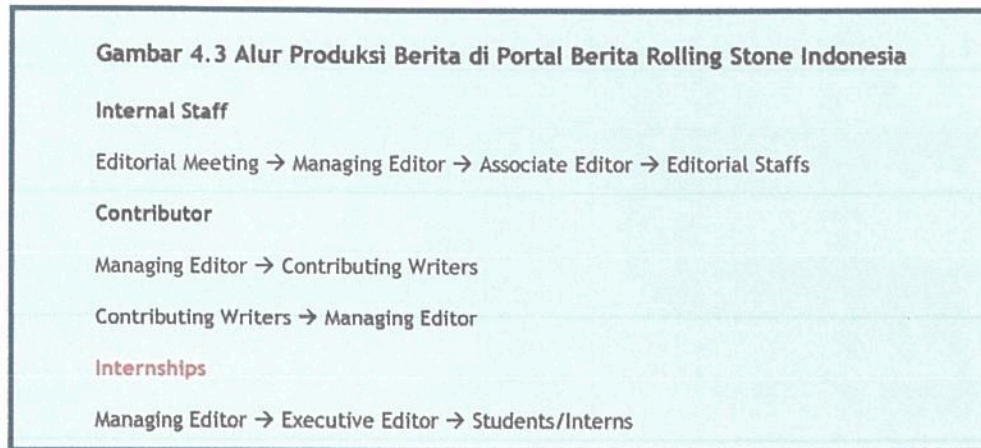 Gambar 4.3 Alur Produksi Berita di Portal Berita Rolling Stone Indonesia
Internal Staff
Editorial Meeting → Managing Editor → Associate Editor → Editorial Staffs
Contributor
Managing Editor → Contributing Writers
Contributing Writers → Managing Editor
Internships
Managing Editor → Executive Editor → Students/Interns